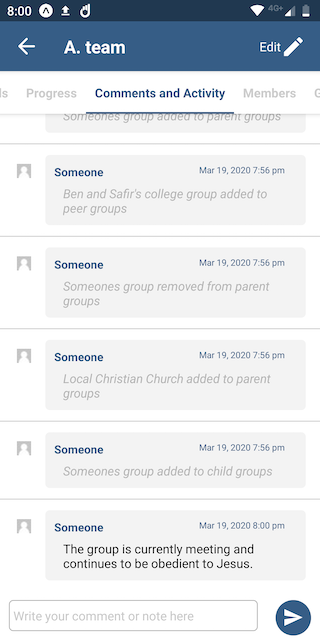 8:00
4G+
A. team
Edit
ls Progress Comments and Activity Members
Someones group added to parent groups
Someone Mar 19, 2020 7:56 pm
Ben and Safir's college group added to
peer groups
Someone Mar 19, 2020 7:56 pm
Someones group removed from parent
groups
Someone Mar 19, 2020 7:56 pm
Local Christian Church added to parent
groups
Someone Mar 19, 2020 7:56 pm
Someones group added to child groups
Someone Mar 19, 2020 8:00 pm
The group is currently meeting and
continues to be obedient to Jesus.
Write your comment or note here